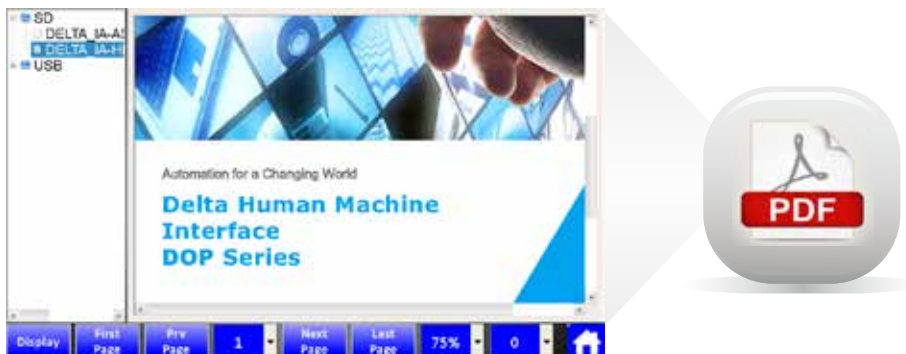 SD
DELTA_IA-AS
DELTA_IA-H
USB
Automation for a Changing World
Delta Human Machine
Interface
DOP Series
PDF
Display
First
Page
Prv
Page
1
Next
Page
Last
Page
75%
0